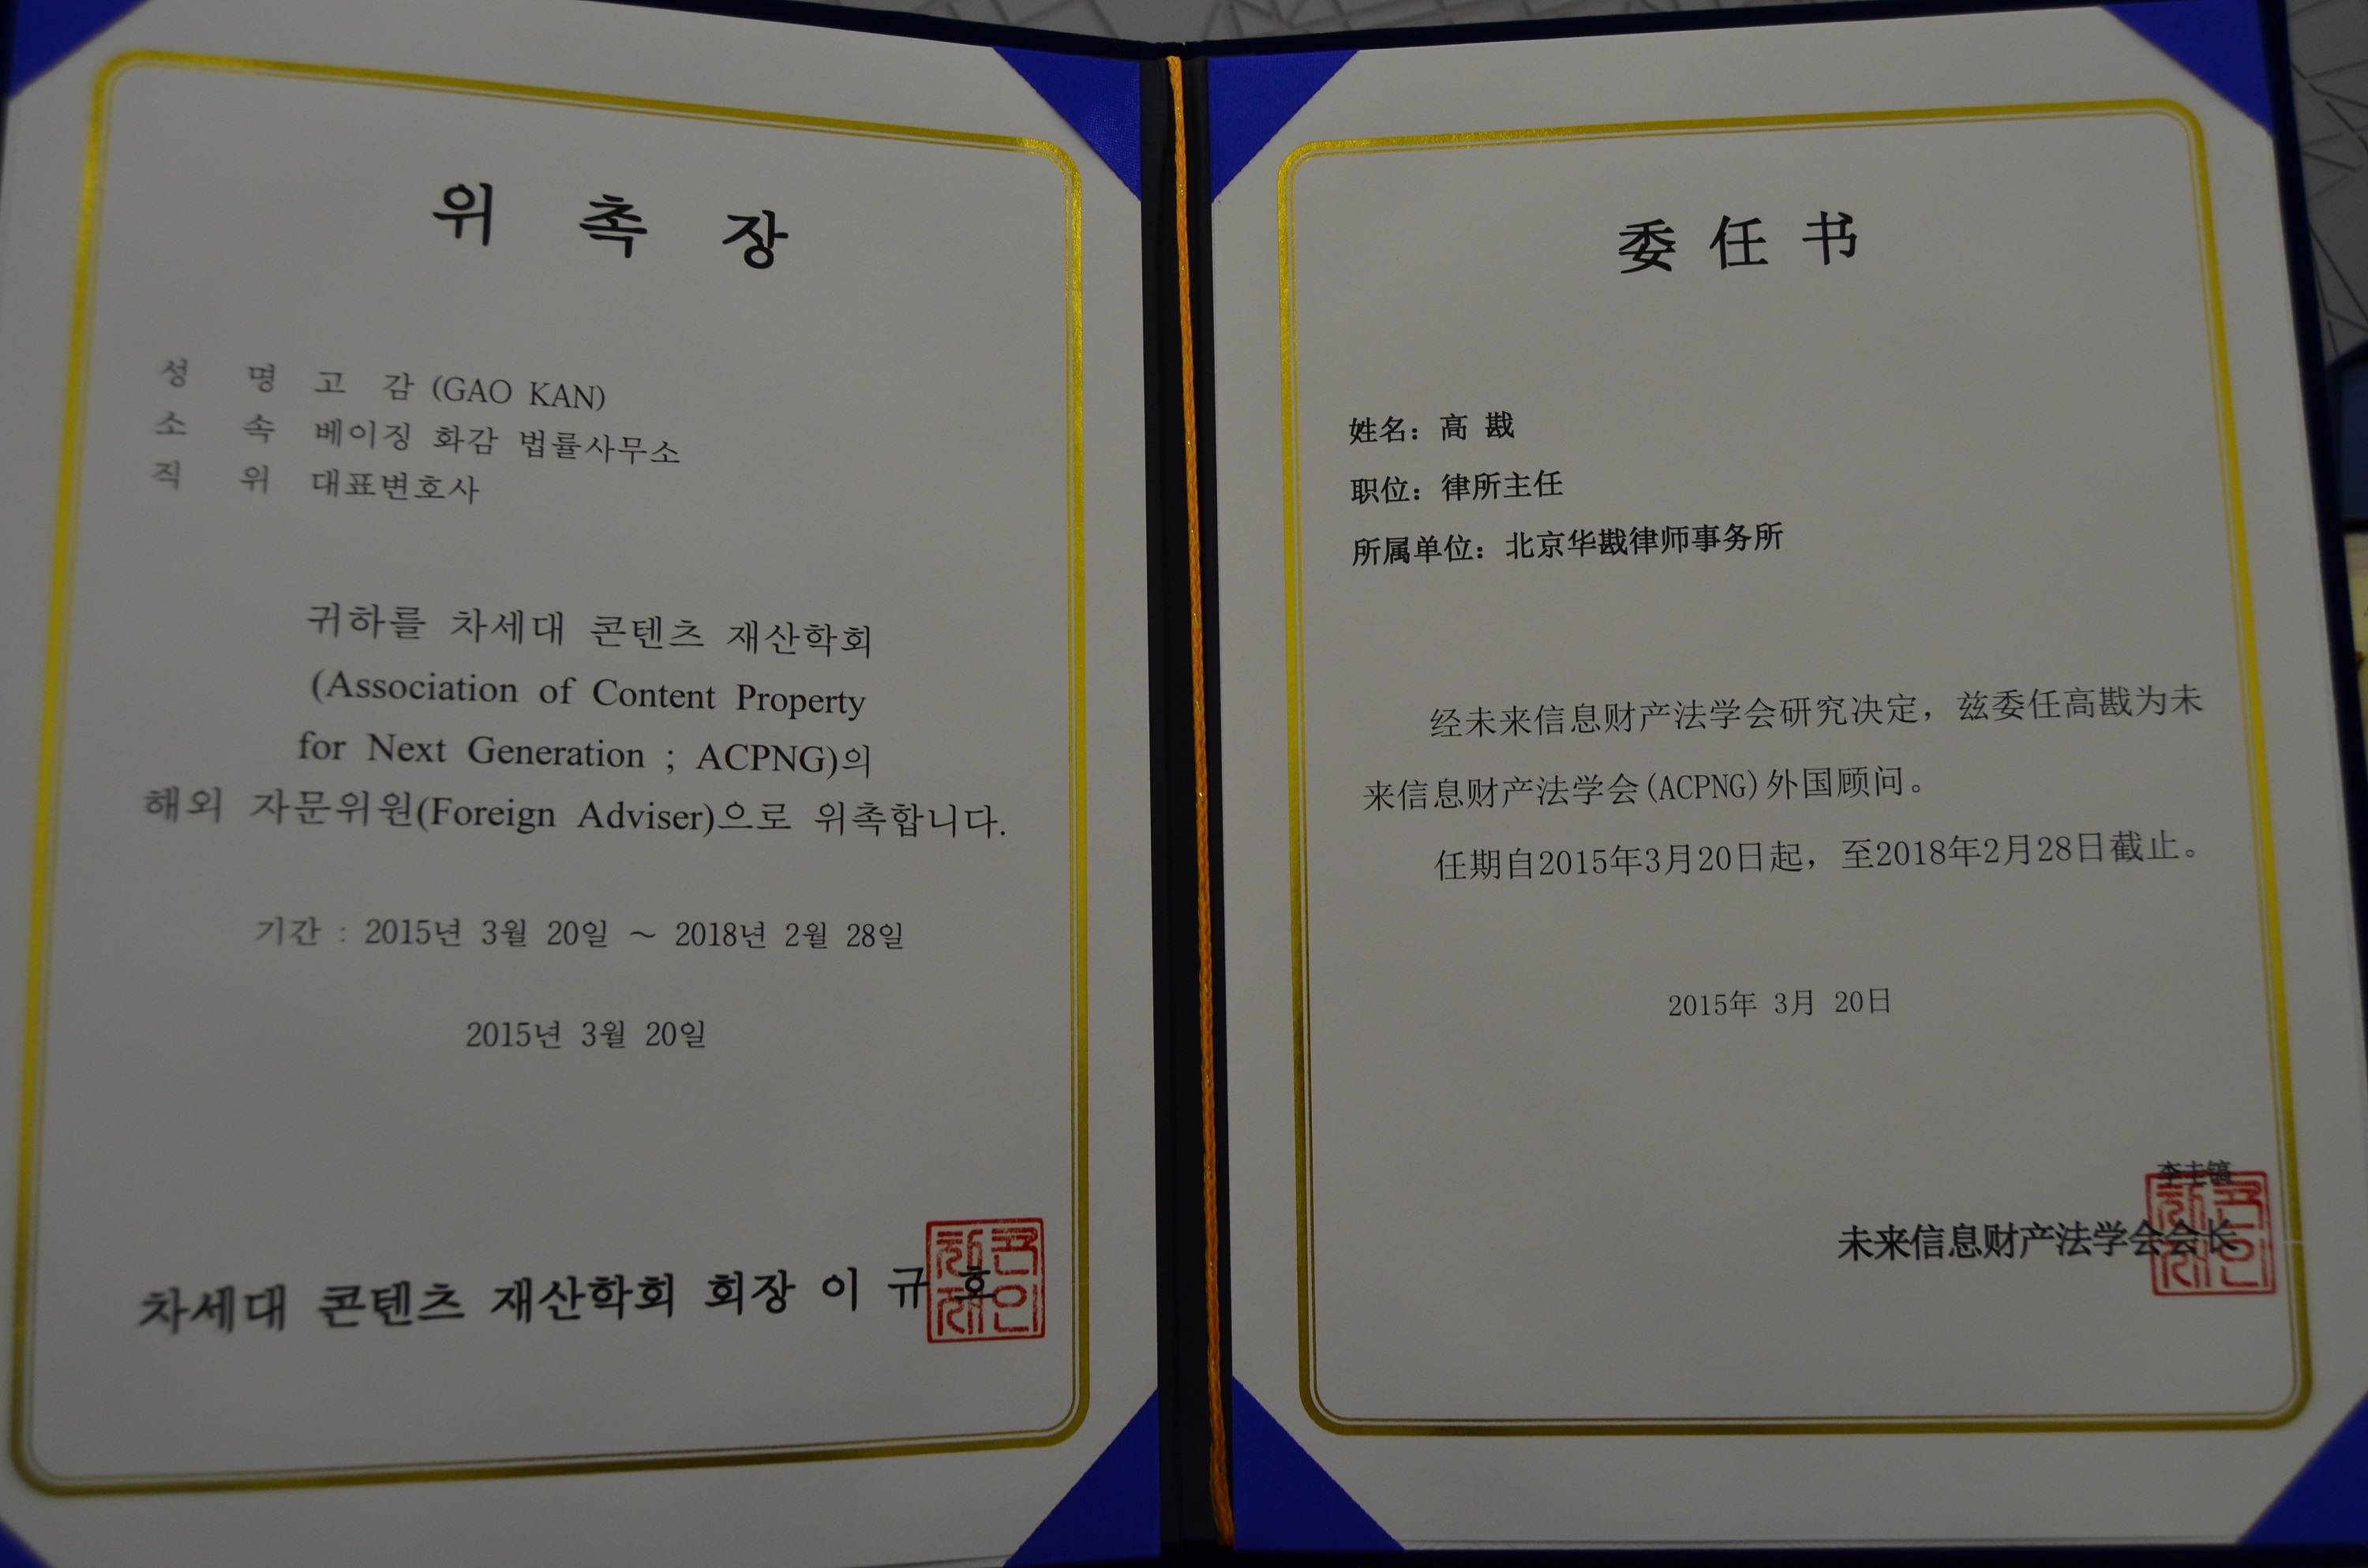 위 촉 장
성 명 고 감 (GAO KAN)
소 속 베이징 화감 법률사무소
직 위 대표변호사
귀하를 차세대 콘텐츠 재산학회
(Association of Content Property
for Next Generation ; ACPNG)의
해외 자문위원(Foreign Adviser)으로 위촉합니다.
기간 : 2015년 3월 20일 ~ 2018년 2월 28일
2015년 3월 20일
차세대 콘텐츠 재산학회 회장 이 규 호
委 任 书
姓名：高 戡
职位：律所主任
所属单位：北京华戡律师事务所
经未来信息财产法学会研究决定，兹委任高戡为未
来信息财产法学会(ACPNG)外国顾问。
任期自2015年3月20日起，至2018年2月28日截止。
2015年 3月 20日
李圭镐
未来信息财产法学会会长